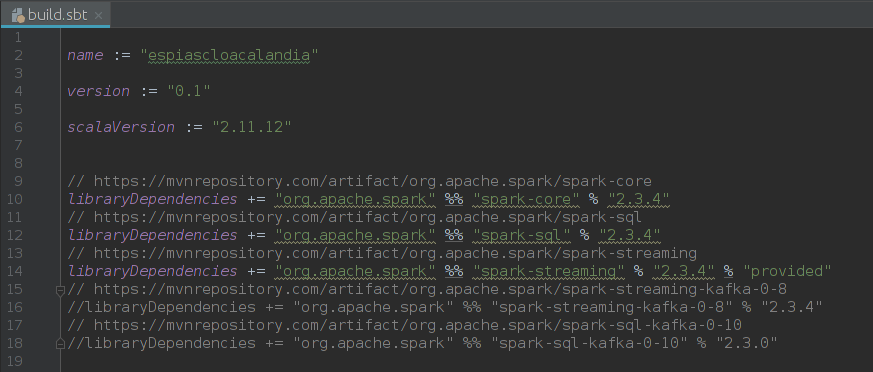 build.sbt
1
2 name := "espiascloacalandia"
3
4 version := "0.1"
5
6 scalaVersion := "2.11.12"
7
8
9 // https://mvnrepository.com/artifact/org.apache.spark/spark-core
10 libraryDependencies += "org.apache.spark" %% "spark-core" % "2.3.4"
11 // https://mvnrepository.com/artifact/org.apache.spark/spark-sql
12 libraryDependencies += "org.apache.spark" %% "spark-sql" % "2.3.4"
13 // https://mvnrepository.com/artifact/org.apache.spark/spark-streaming
14 libraryDependencies += "org.apache.spark" %% "spark-streaming" % "2.3.4" % "provided"
15 // https://mvnrepository.com/artifact/org.apache.spark/spark-streaming-kafka-0-8
16 //libraryDependencies += "org.apache.spark" %% "spark-streaming-kafka-0-8" % "2.3.4"
17 // https://mvnrepository.com/artifact/org.apache.spark/spark-sql-kafka-0-10
18 //libraryDependencies += "org.apache.spark" %% "spark-sql-kafka-0-10" % "2.3.0"
19